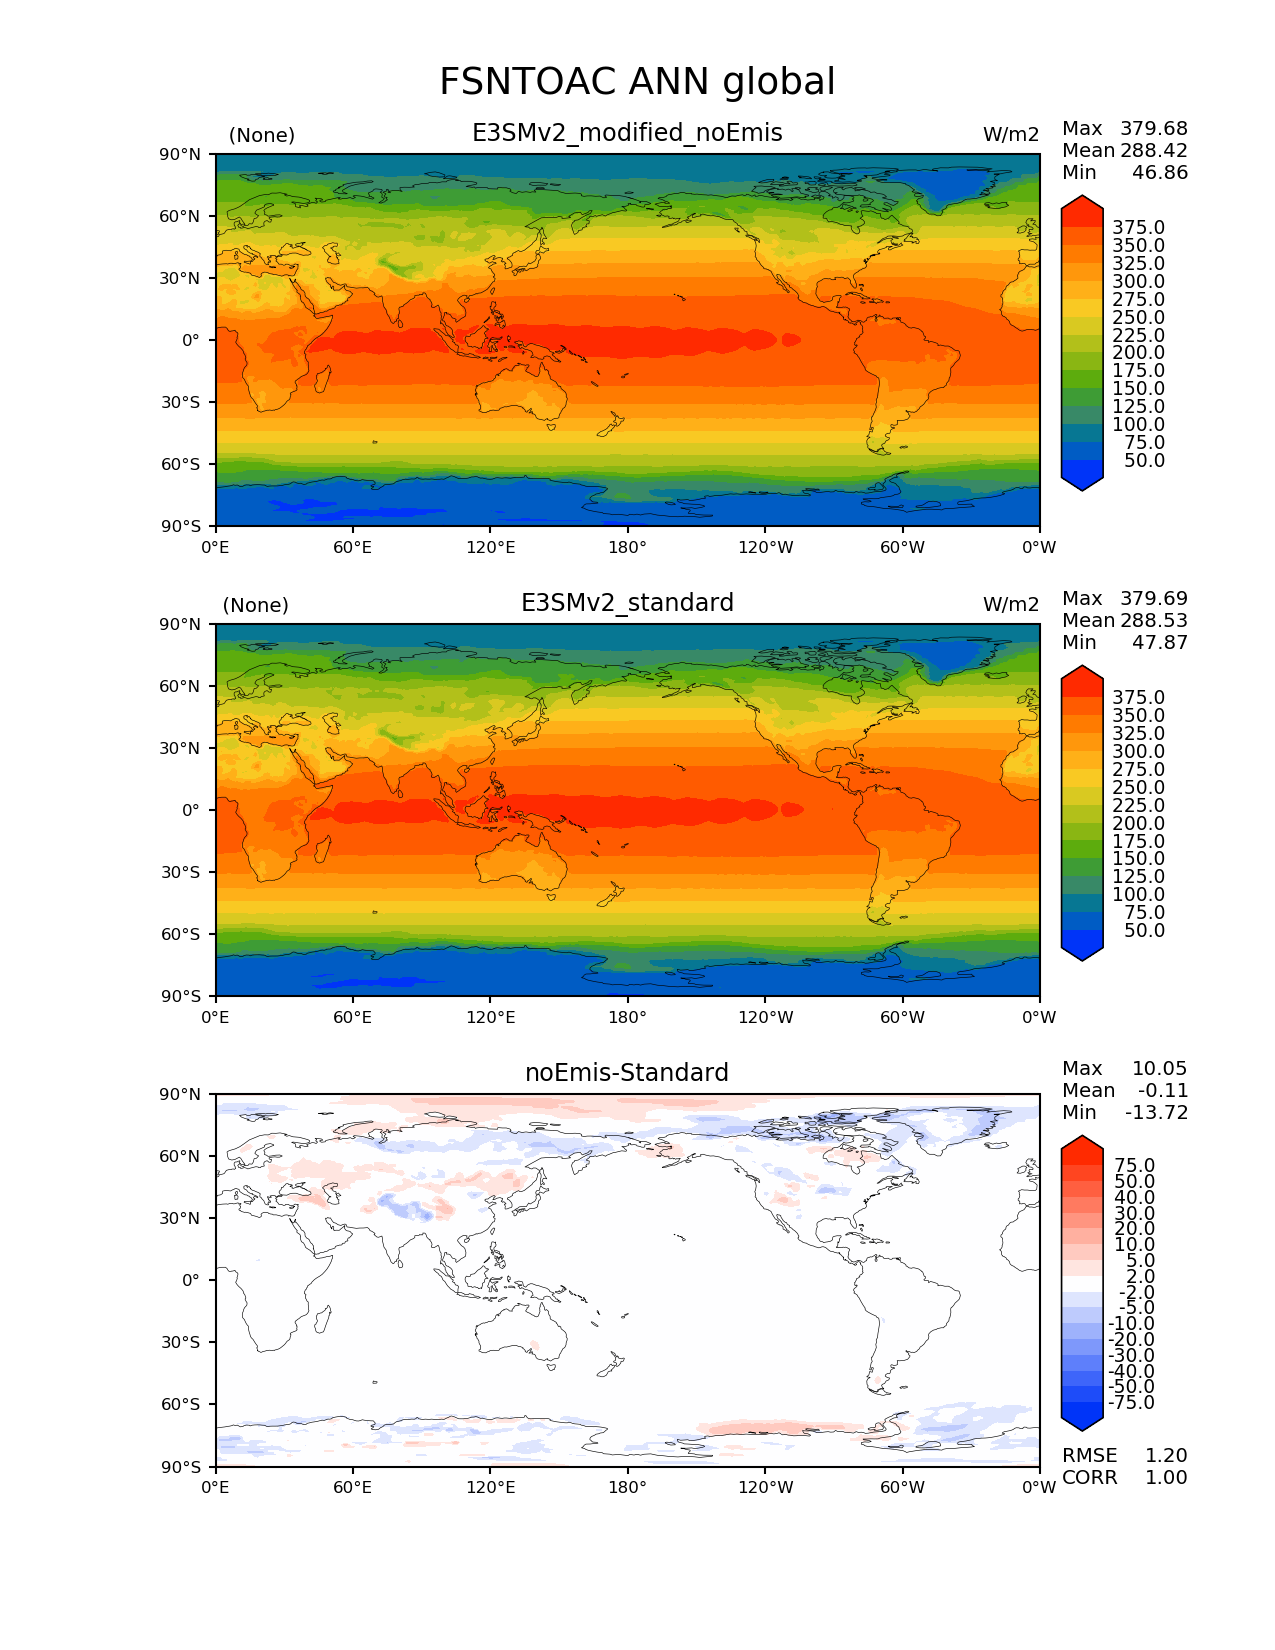 FSNTOAC ANN global
(None) E3SMv2_modified_noEmis W/m2
Max 379.68
Mean 288.42
Min 46.86
90°N
60°N
30°N
0°
30°S
60°S
90°S
0°E 60°E 120°E 180° 120°W 60°W 0°W
375.0
350.0
325.0
300.0
275.0
250.0
225.0
200.0
175.0
150.0
125.0
100.0
75.0
50.0
(None) E3SMv2_standard W/m2
Max 379.69
Mean 288.53
Min 47.87
90°N
60°N
30°N
0°
30°S
60°S
90°S
0°E 60°E 120°E 180° 120°W 60°W 0°W
375.0
350.0
325.0
300.0
275.0
250.0
225.0
200.0
175.0
150.0
125.0
100.0
75.0
50.0
noEmis-Standard
Max 10.05
Mean -0.11
Min -13.72
90°N
60°N
30°N
0°
30°S
60°S
90°S
0°E 60°E 120°E 180° 120°W 60°W 0°W
75.0
50.0
40.0
30.0
20.0
10.0
5.0
2.0
-2.0
-5.0
-10.0
-20.0
-30.0
-40.0
-50.0
-75.0
RMSE 1.20
CORR 1.00